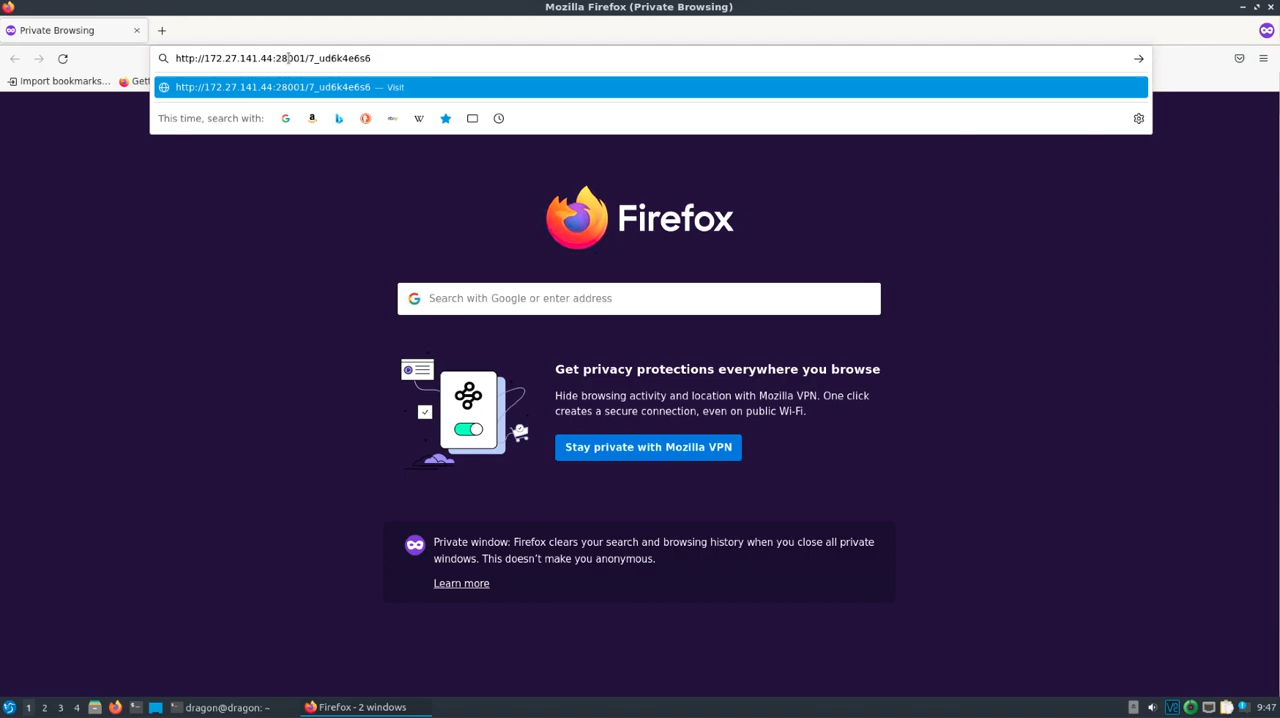 Mozilla Firefox (Private Browsing)
Private Browsing
http://172.27.141.44:28001/7_ud6k4e6s6
Import bookmarks...
Gett
http://172.27.141.44:28001/7_ud6k4e6s6 — Visit
This time, search with:
Firefox
Search with Google or enter address
Get privacy protections everywhere you browse
Hide browsing activity and location with Mozilla VPN. One click
creates a secure connection, even on public Wi-Fi.
Stay private with Mozilla VPN
Private window: Firefox clears your search and browsing history when you close all private
windows. This doesn't make you anonymous.
Learn more
1 2 3 4 dragon@dragon: ~ Firefox - 2 windows 9:47